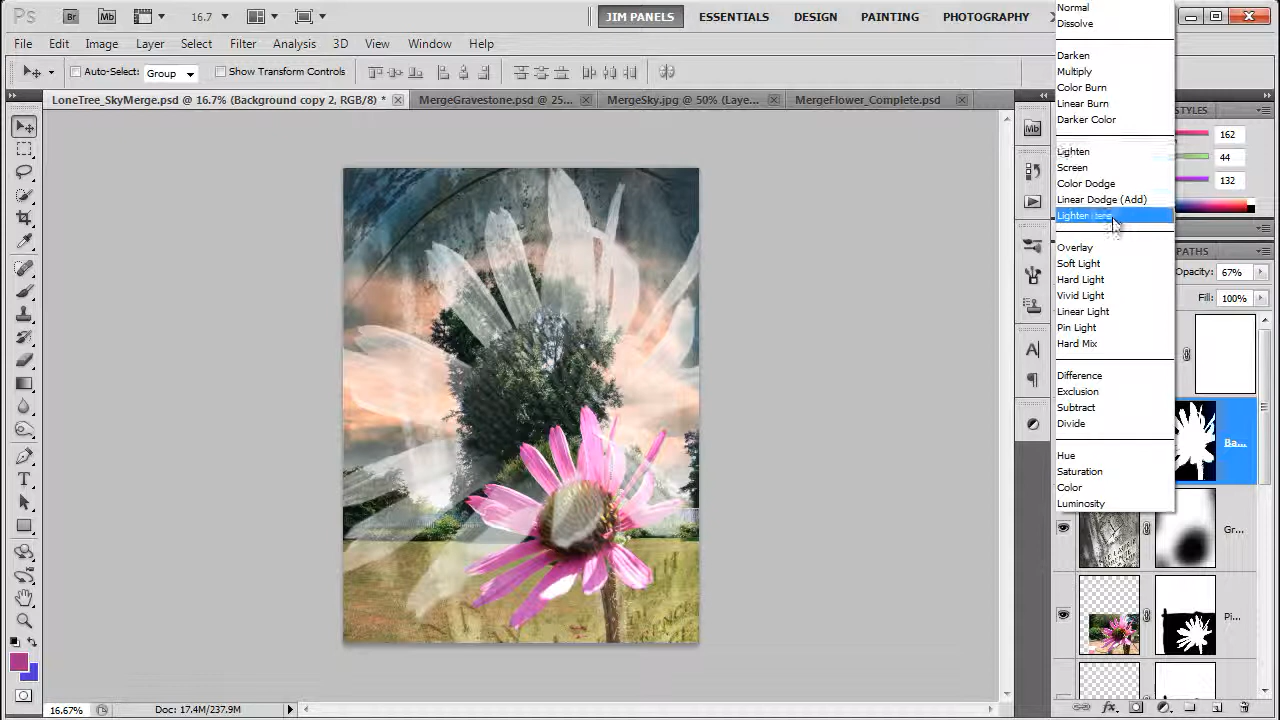 Ps Br Mb 16.7 JIM PANELS ESSENTIALS DESIGN PAINTING PHOTOGRAPHY
File Edit Image Layer Select Filter Analysis 3D View Window Help
Auto-Select: Group Show Transform Controls
LoneTree_SkyMerge.psd @ 16.7% (Background copy 2, RGB/8) * MergeGravestone.psd @ 25... MergeSky.jpg @ 50% (Laye... MergeFlower_Complete.psd
Normal
Dissolve
Darken
Multiply
Color Burn
Linear Burn
Darker Color
Lighten
Screen
Color Dodge
Linear Dodge (Add)
Lighter
Overlay
Soft Light
Hard Light
Vivid Light
Linear Light
Pin Light
Hard Mix
Difference
Exclusion
Subtract
Divide
Hue
Saturation
Color
Luminosity
STYLES
162
44
132
PATHS
Opacity: 67%
Fill: 100%
Mb
A
Ba...
Gr...
Pi...
fx
T
16.67% Doc: 17.4M/237.9M